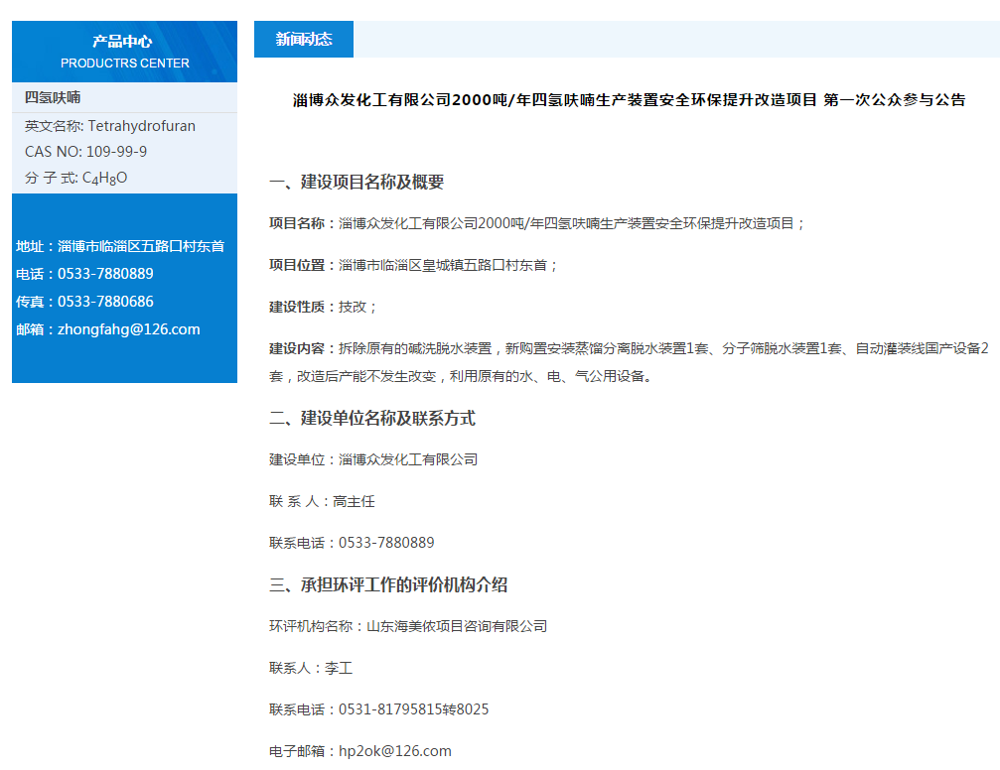 产品中心
PRODUCTRS CENTER
四氢呋喃
英文名称: Tetrahydrofuran
CAS NO: 109-99-9
分 子 式: C4H8O
地址：淄博市临淄区五路口村东首
电话：0533-7880889
传真：0533-7880686
邮箱：zhongfahg@126.com
新闻动态
淄博众发化工有限公司2000吨/年四氢呋喃生产装置安全环保提升改造项目 第一次公众参与公告
一、建设项目名称及概要
项目名称：淄博众发化工有限公司2000吨/年四氢呋喃生产装置安全环保提升改造项目；
项目位置：淄博市临淄区皇城镇五路口村东首；
建设性质：技改；
建设内容：拆除原有的碱洗脱水装置，新购置安装蒸馏分离脱水装置1套、分子筛脱水装置1套、自动灌装线国产设备2
套，改造后产能不发生改变，利用原有的水、电、气公用设备。
二、建设单位名称及联系方式
建设单位：淄博众发化工有限公司
联 系 人：高主任
联系电话：0533-7880889
三、承担环评工作的评价机构介绍
环评机构名称：山东海美侬项目咨询有限公司
联系人：李工
联系电话：0531-81795815转8025
电子邮箱：hp2ok@126.com